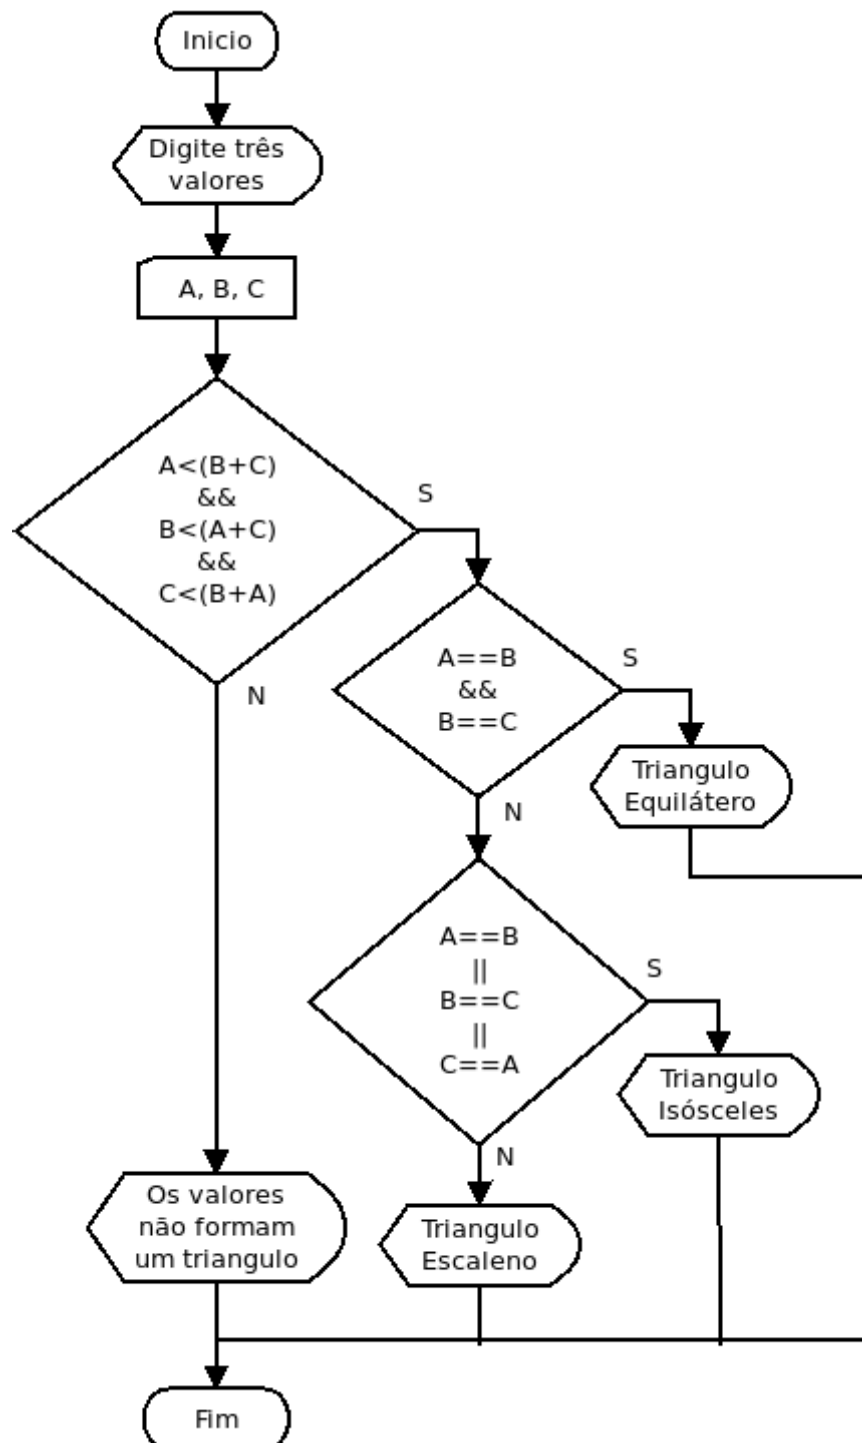 Inicio
Digite três
valores
A, B, C
A<(B+C)
&&
B<(A+C)
&&
C<(B+A)
S
N
A==B
&&
B==C
S
N
Triangulo
Equilátero
A==B
||
B==C
||
C==A
S
N
Triangulo
Isósceles
Triangulo
Escaleno
Os valores
não formam
um triangulo
Fim